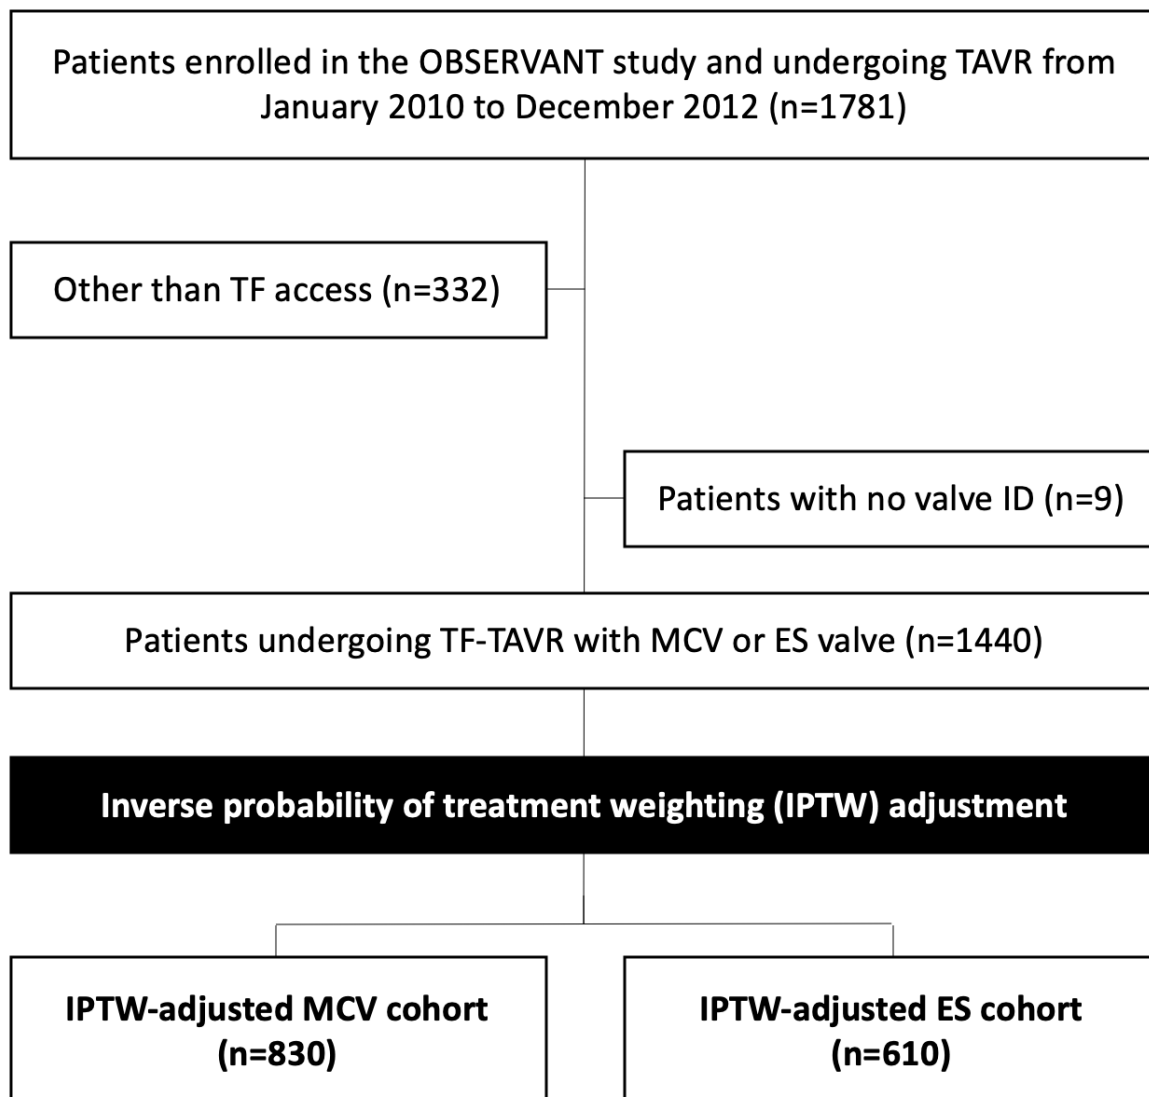 Patients enrolled in the OBSERVANT study and undergoing TAVR from
January 2010 to December 2012 (n=1781)
Other than TF access (n=332)
Patients with no valve ID (n=9)
Patients undergoing TF-TAVR with MCV or ES valve (n=1440)
Inverse probability of treatment weighting (IPTW) adjustment
IPTW-adjusted MCV cohort
(n=830)
IPTW-adjusted ES cohort
(n=610)